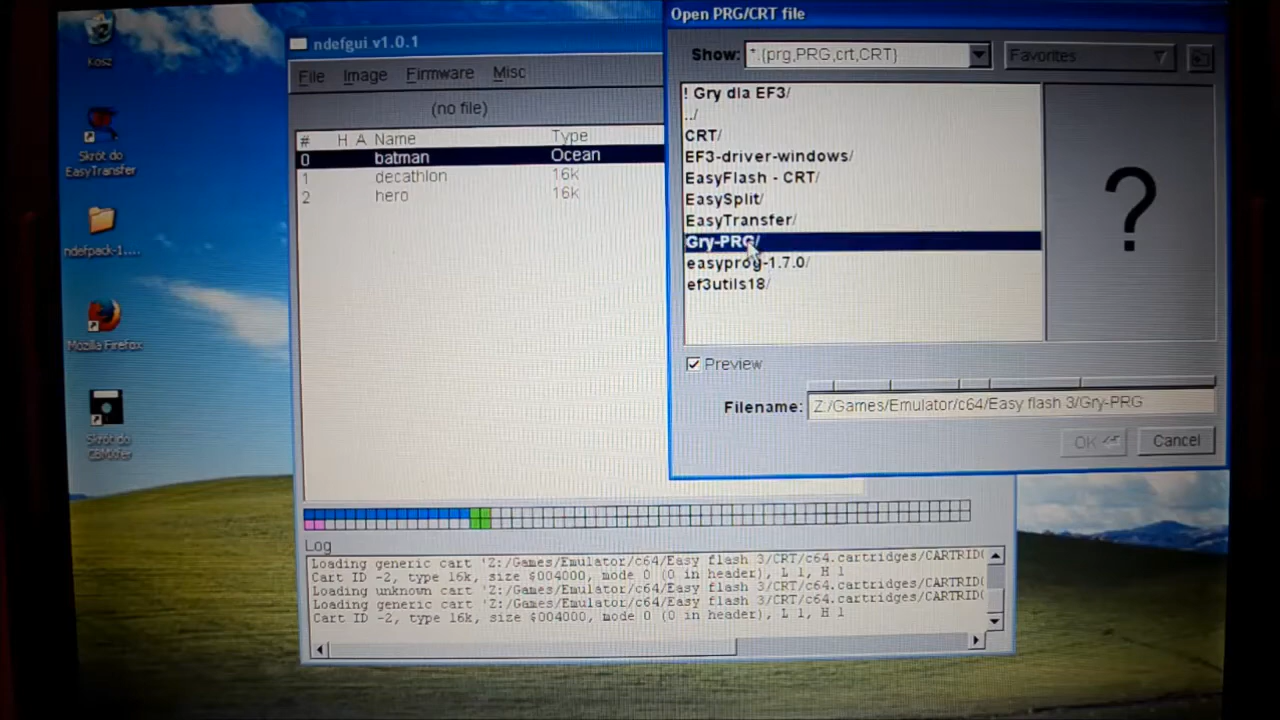 Kosz
Skrót do
EasyTransfer
ndefpack-1....
Mozilla Firefox
Skrót do
ndefgui v1.0.1
File Image Firmware Misc
(no file)
# H A Name Type
0 batman Ocean
1 decathlon 16k
2 hero 16k
Log
Loading generic cart 'Z:/Games/Emulator/c64/Easy flash 3/CRT/c64.cartridges/CARTRID(
Cart ID -2, type 16k, size $004000, mode 0 (0 in header), L 1, H 1
Loading unknown cart 'Z:/Games/Emulator/c64/Easy flash 3/CRT/c64.cartridges/CARTRID(
Loading generic cart 'Z:/Games/Emulator/c64/Easy flash 3/CRT/c64.cartridges/CARTRID(
Cart ID -2, type 16k, size $004000, mode 0 (0 in header), L 1, H 1
Open PRG/CRT file
Show: *.{prg,PRG,crt,CRT} Favorites
! Gry dla EF3/
../
CRT/
EF3-driver-windows/
EasyFlash - CRT/
EasySplit/
EasyTransfer/
Gry-PRG/
easyprog-1.7.0/
ef3utils18/
?
Preview
Filename: Z:/Games/Emulator/c64/Easy flash 3/Gry-PRG
OK Cancel